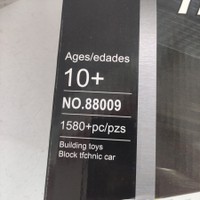 Ages/edades
10+
NO.88009
1580+pc/pzs
Building toys
Block tfchnic car